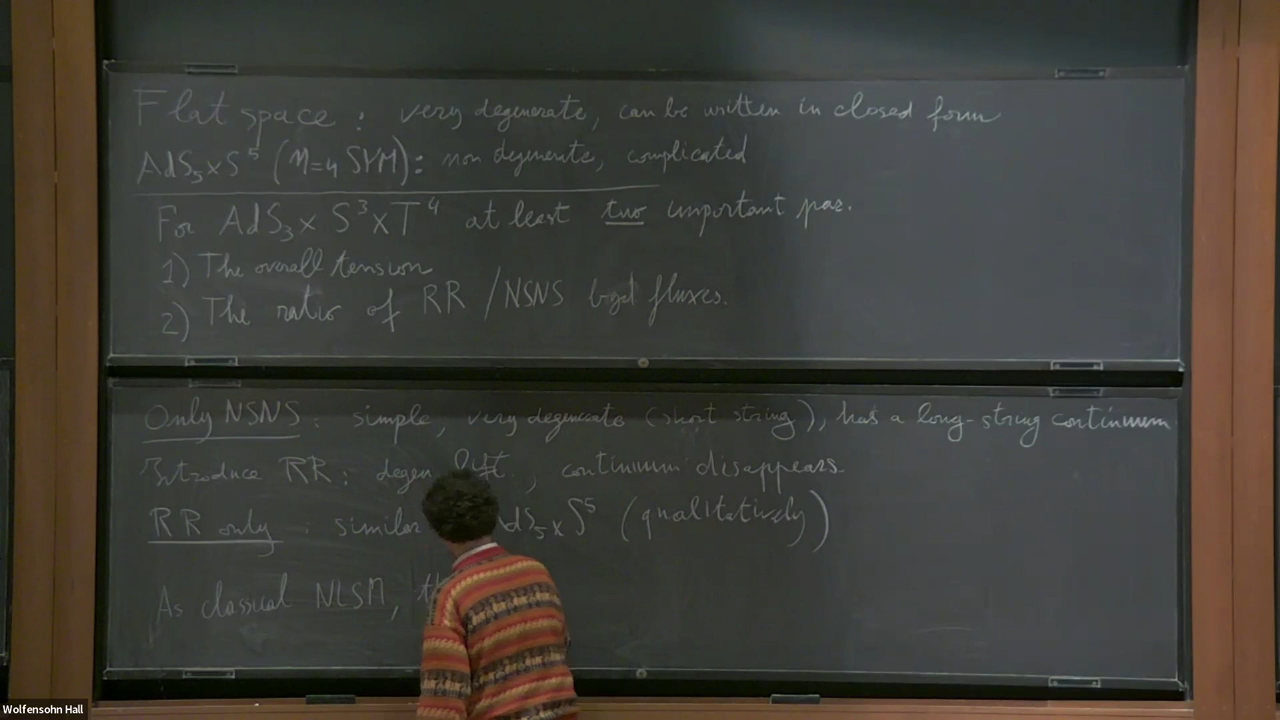 Flat space : very degenerate, can be written in closed form
AdS₅×S⁵ (N=4 SYM): non degenerate, complicated
For AdS₃×S³×T⁴ at least two important par.
1) The overall tension
2) The ratio of RR/NSNS bgd fluxes.
Only NSNS : simple, very degenerate (short string), has a long-string continuum
Introduce RR: degen lift, continuum disappears
RR only : similar dS₅×S⁵ (qualitatively)
As classical NLSM, th
Wolfensohn Hall